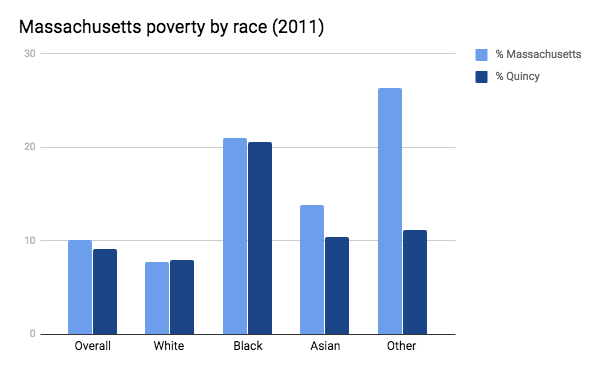 Massachusetts poverty by race (2011)
30
% Massachusetts
% Quincy
20
10
0
Overall White Black Asian Other